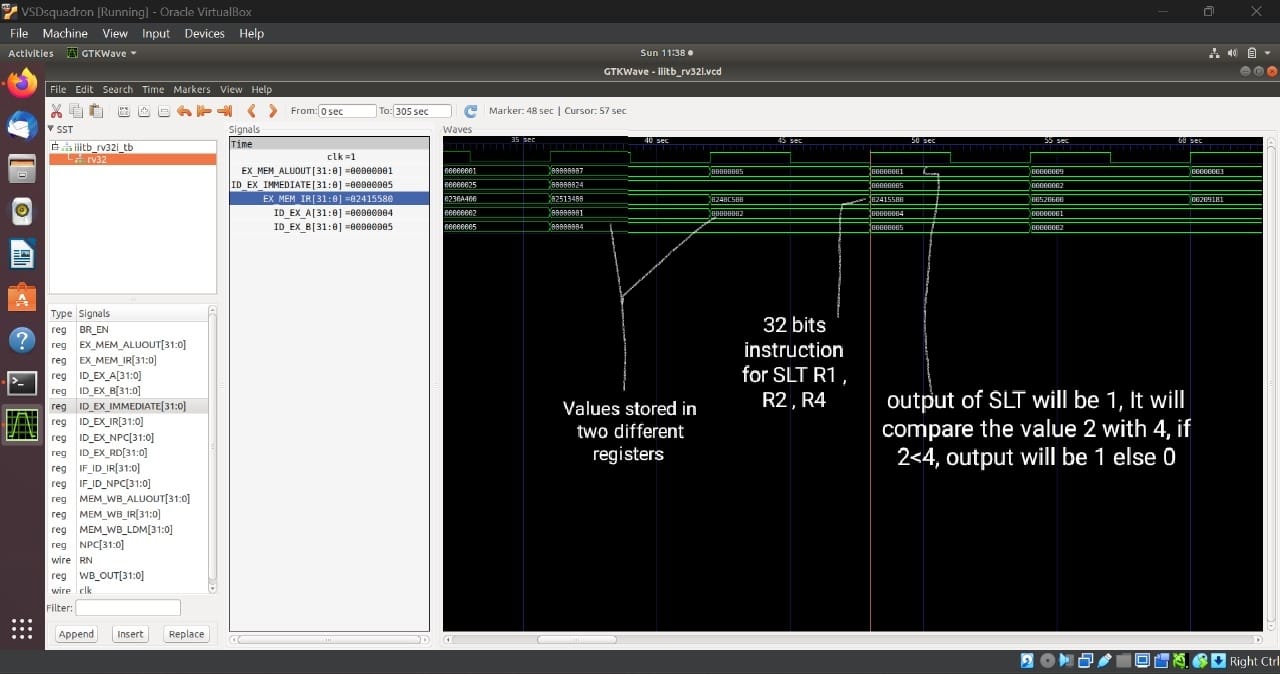 VSDsquadron [Running] - Oracle VirtualBox
File Machine View Input Devices Help
Activities GTKWave Sun 11:38
GTKWave - iiitb_rv32i.vcd
File Edit Search Time Markers View Help
From: 0 sec To: 305 sec Marker: 48 sec | Cursor: 57 sec
SST
iiitb_rv32i_tb
rv32
Type Signals
reg BR_EN
reg EX_MEM_ALUOUT[31:0]
reg EX_MEM_IR[31:0]
reg ID_EX_A[31:0]
reg ID_EX_B[31:0]
reg ID_EX_IMMEDIATE[31:0]
reg ID_EX_IR[31:0]
reg ID_EX_NPC[31:0]
reg ID_EX_RD[31:0]
reg IF_ID_IR[31:0]
reg IF_ID_NPC[31:0]
reg MEM_WB_ALUOUT[31:0]
reg MEM_WB_IR[31:0]
reg MEM_WB_LDM[31:0]
reg NPC[31:0]
wire RN
reg WB_OUT[31:0]
wire clk
Filter:
Append Insert Replace
Signals
Time
clk=1
EX_MEM_ALUOUT[31:0]=00000001
ID_EX_IMMEDIATE[31:0]=00000005
EX_MEM_IR[31:0]=02415580
ID_EX_A[31:0]=00000004
ID_EX_B[31:0]=00000005
Waves
35 sec 40 sec 45 sec 50 sec 55 sec 60 sec
00000001 00000007 00000005 00000001 00000009 00000003
00000025 00000024 00000005 00000002
0230A400 02513480 0240C500 02415580 00520600 00209181
00000002 00000001 00000002 00000004 00000001
00000005 00000004 00000005 00000002
Values stored in
two different
registers
32 bits
instruction
for SLT R1 ,
R2 , R4
output of SLT will be 1, It will
compare the value 2 with 4, if
2<4, output will be 1 else 0
Right Ctrl